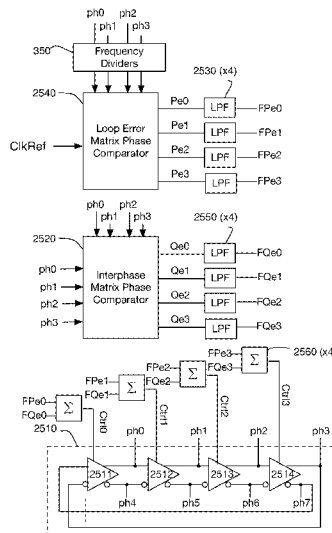 ph0 ph2
ph1 ph3
350
Frequency Dividers
2540
2530 (x4)
ClkRef
Loop Error Matrix Phase Comparator
Pe0 LPF FPe0
Pe1 LPF FPe1
Pe2 LPF FPe2
Pe3 LPF FPe3
ph0 ph2
ph1 ph3
2520
2550 (x4)
ph0
ph1
ph2
ph3
Interphase Matrix Phase Comparator
Qe0 LPF FQe0
Qe1 LPF FQe1
Qe2 LPF FQe2
Qe3 LPF FQe3
FPe3
FQe3
Σ
2560 (x4
FPe2
FQe2
Σ
FPe1
FQe1
Σ
FPe0
FQe0
Σ
Ctrl0
Ctrl1
Ctrl2
Ctrl3
2510
ph0 ph1 ph2 ph3
2511 2512 2513 2514
ph4 ph5 ph6 ph7